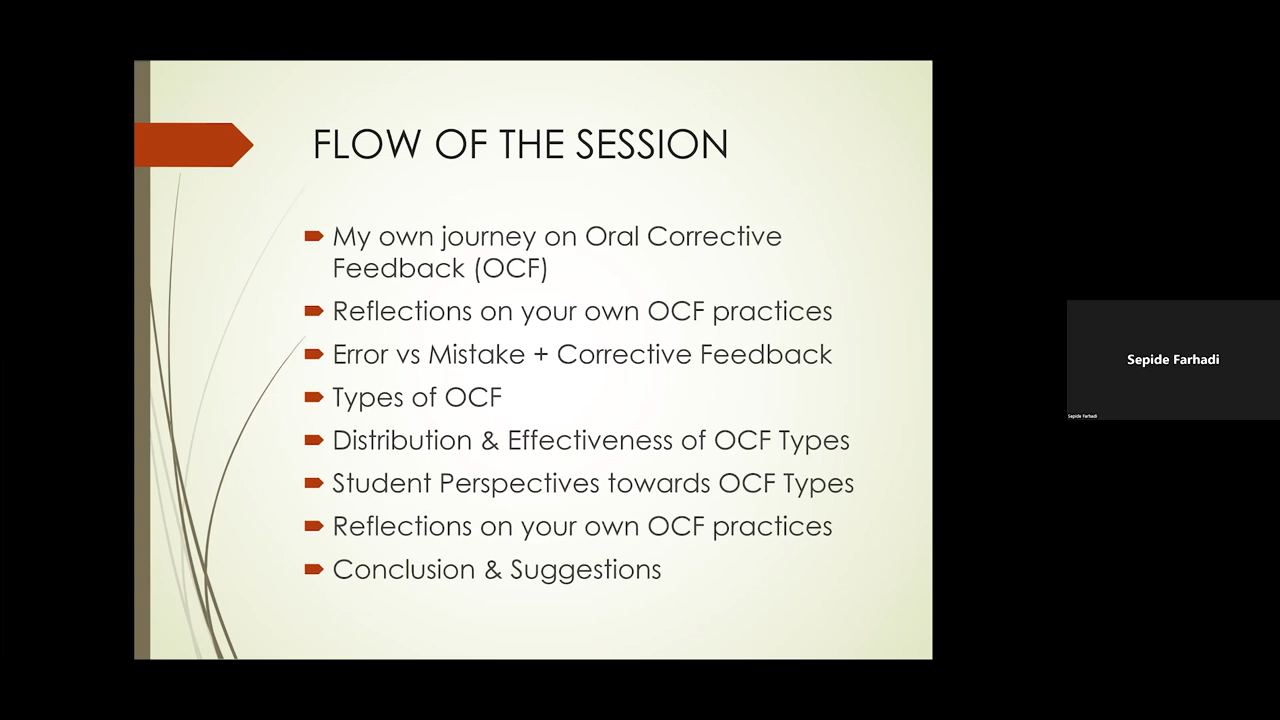 FLOW OF THE SESSION
My own journey on Oral Corrective
Feedback (OCF)
Reflections on your own OCF practices
Error vs Mistake + Corrective Feedback
Types of OCF
Distribution & Effectiveness of OCF Types
Student Perspectives towards OCF Types
Reflections on your own OCF practices
Conclusion & Suggestions
Sepide Farhadi
Sepide Farhadi